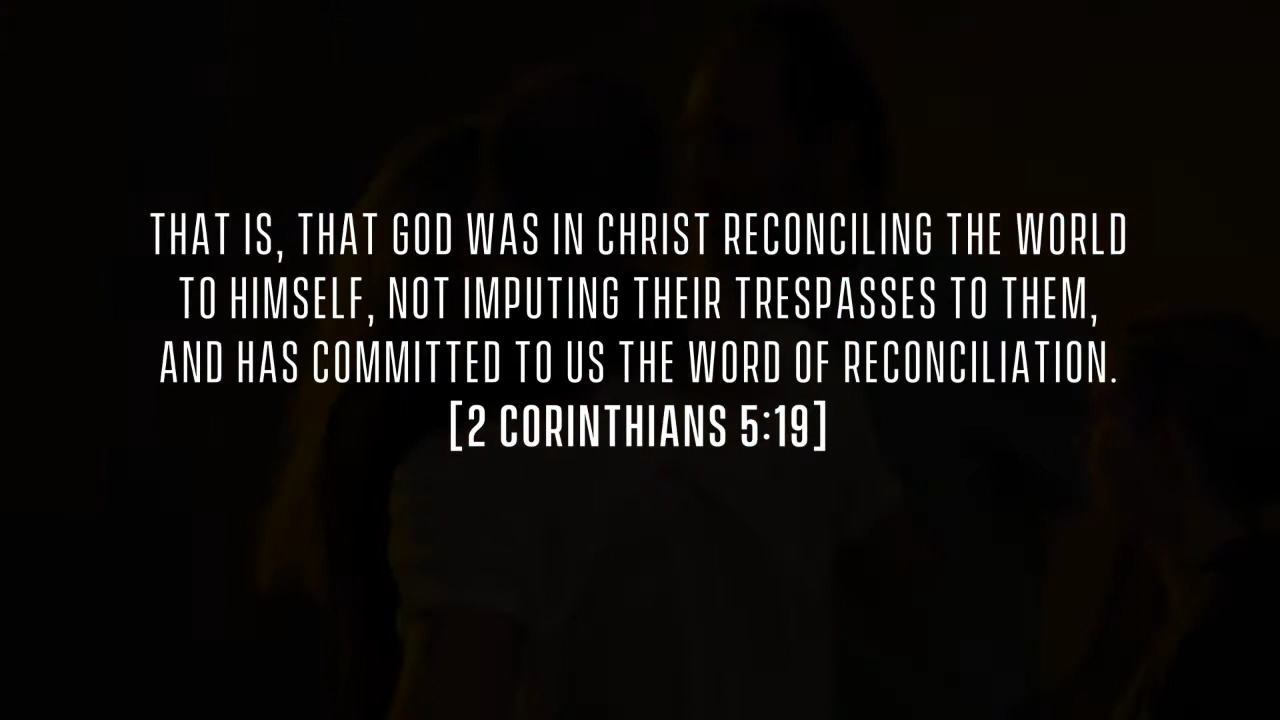 THAT IS, THAT GOD WAS IN CHRIST RECONCILING THE WORLD
TO HIMSELF, NOT IMPUTING THEIR TRESPASSES TO THEM,
AND HAS COMMITTED TO US THE WORD OF RECONCILIATION.
[2 CORINTHIANS 5:19]